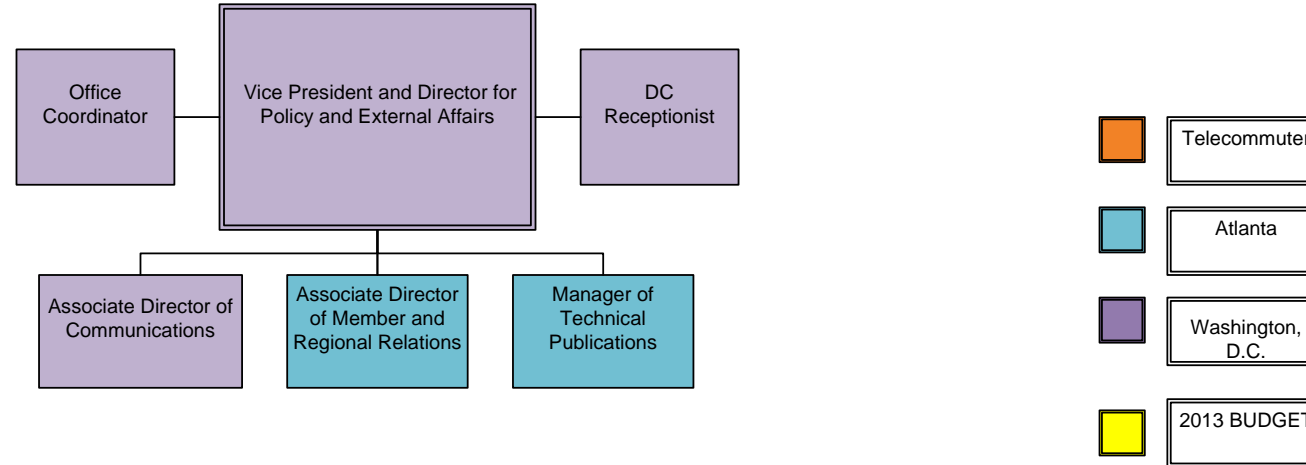 Office
Coordinator
Vice President and Director for
Policy and External Affairs
DC
Receptionist
Associate Director of
Communications
Associate Director
of Member and
Regional Relations
Manager of
Technical
Publications
Telecommuter
Atlanta
Washington,
D.C.
2013 BUDGET